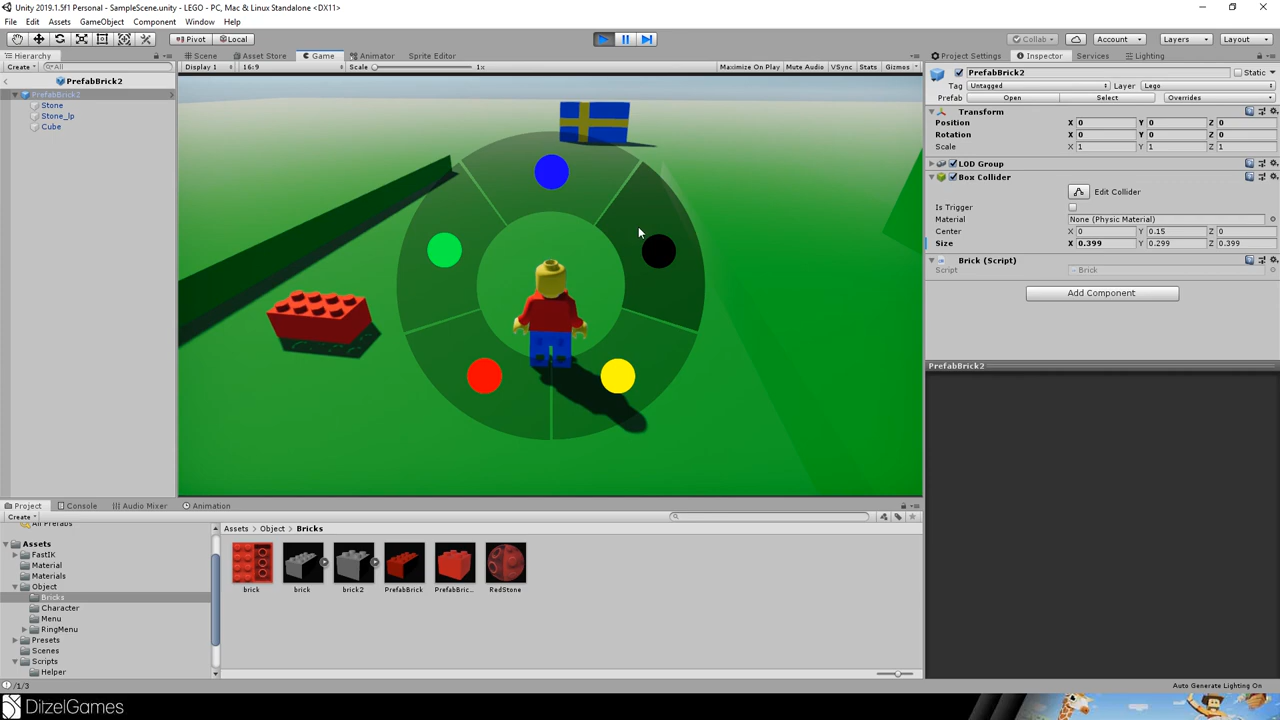 Unity 2019.1.5f1 Personal - SampleScene.unity - LEGO - PC, Mac & Linux Standalone <DX11>
File Edit Assets GameObject Component Window Help
Pivot Local Collab Account Layers Layout
Hierarchy Scene Asset Store Game Animator Sprite Editor Project Settings Inspector Services Lighting
Create All Display 1 16:9 Scale 1x Maximize On Play Mute Audio VSync Stats Gizmos
PrefabBrick2
PrefabBrick2
Stone
Stone_lp
Cube
PrefabBrick2 Static
Tag Untagged Layer Lego
Prefab Open Select Overrides
Transform
Position X 0 Y 0 Z 0
Rotation X 0 Y 0 Z 0
Scale X 1 Y 1 Z 1
LOD Group
Box Collider
Edit Collider
Is Trigger
Material None (Physic Material)
Center X 0 Y 0.15 Z 0
Size X 0.399 Y 0.299 Z 0.399
Brick (Script)
Script Brick
Add Component
PrefabBrick2
Project Console Audio Mixer Animation
Create
All Prefabs
Assets
FastIK
Material
Materials
Object
Bricks
Character
Menu
RingMenu
Presets
Scenes
Scripts
Helper
Assets Object Bricks
brick brick brick2 PrefabBrick PrefabBric... RedStone
/1/3
Auto Generate Lighting On
DitzelGames